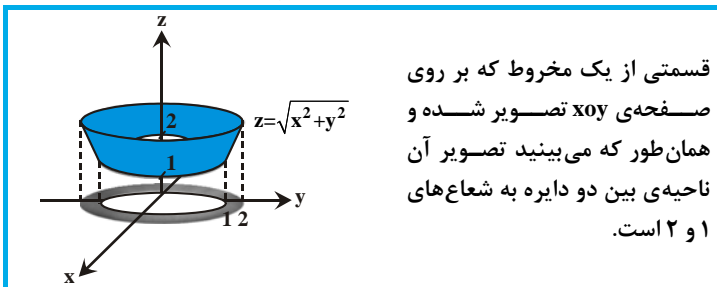 قسمتی از یک مخروط که بر روی
صفحه‌ی xoy تصویر شده و
همان‌طور که می‌بینید تصویر آن
ناحیه‌ی بین دو دایره به شعاع‌های
۱ و ۲ است.
z
z=√x²+y²
2
1
y
1 2
x